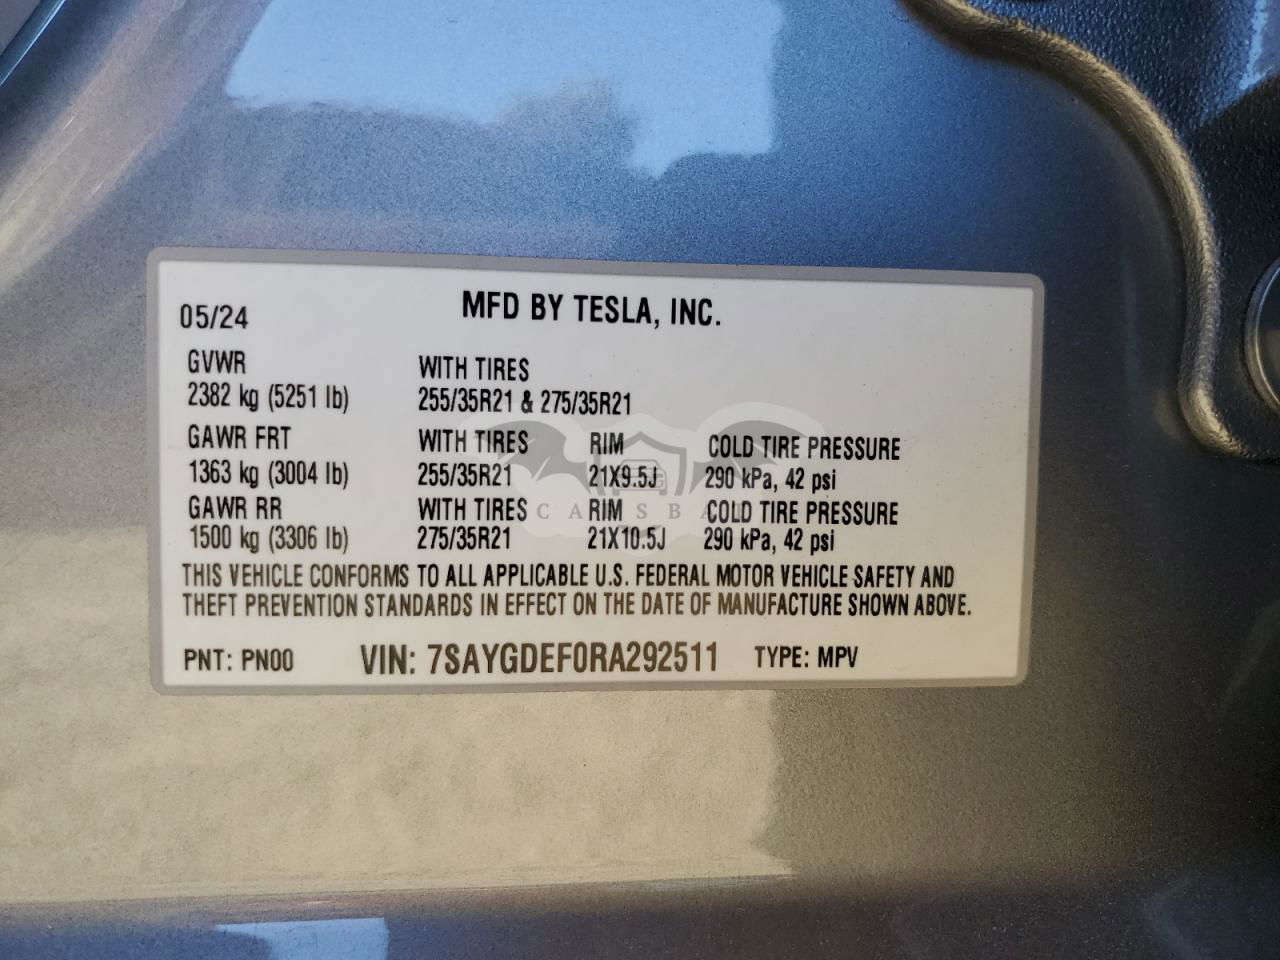 05/24 MFD BY TESLA, INC.
GVWR WITH TIRES
2382 kg (5251 lb) 255/35R21 & 275/35R21
GAWR FRT WITH TIRES RIM COLD TIRE PRESSURE
1363 kg (3004 lb) 255/35R21 21X9.5J 290 kPa, 42 psi
GAWR RR WITH TIRES RIM COLD TIRE PRESSURE
1500 kg (3306 lb) 275/35R21 21X10.5J 290 kPa, 42 psi
THIS VEHICLE CONFORMS TO ALL APPLICABLE U.S. FEDERAL MOTOR VEHICLE SAFETY AND
THEFT PREVENTION STANDARDS IN EFFECT ON THE DATE OF MANUFACTURE SHOWN ABOVE.
PNT: PN00 VIN: 7SAYGDEF0RA292511 TYPE: MPV